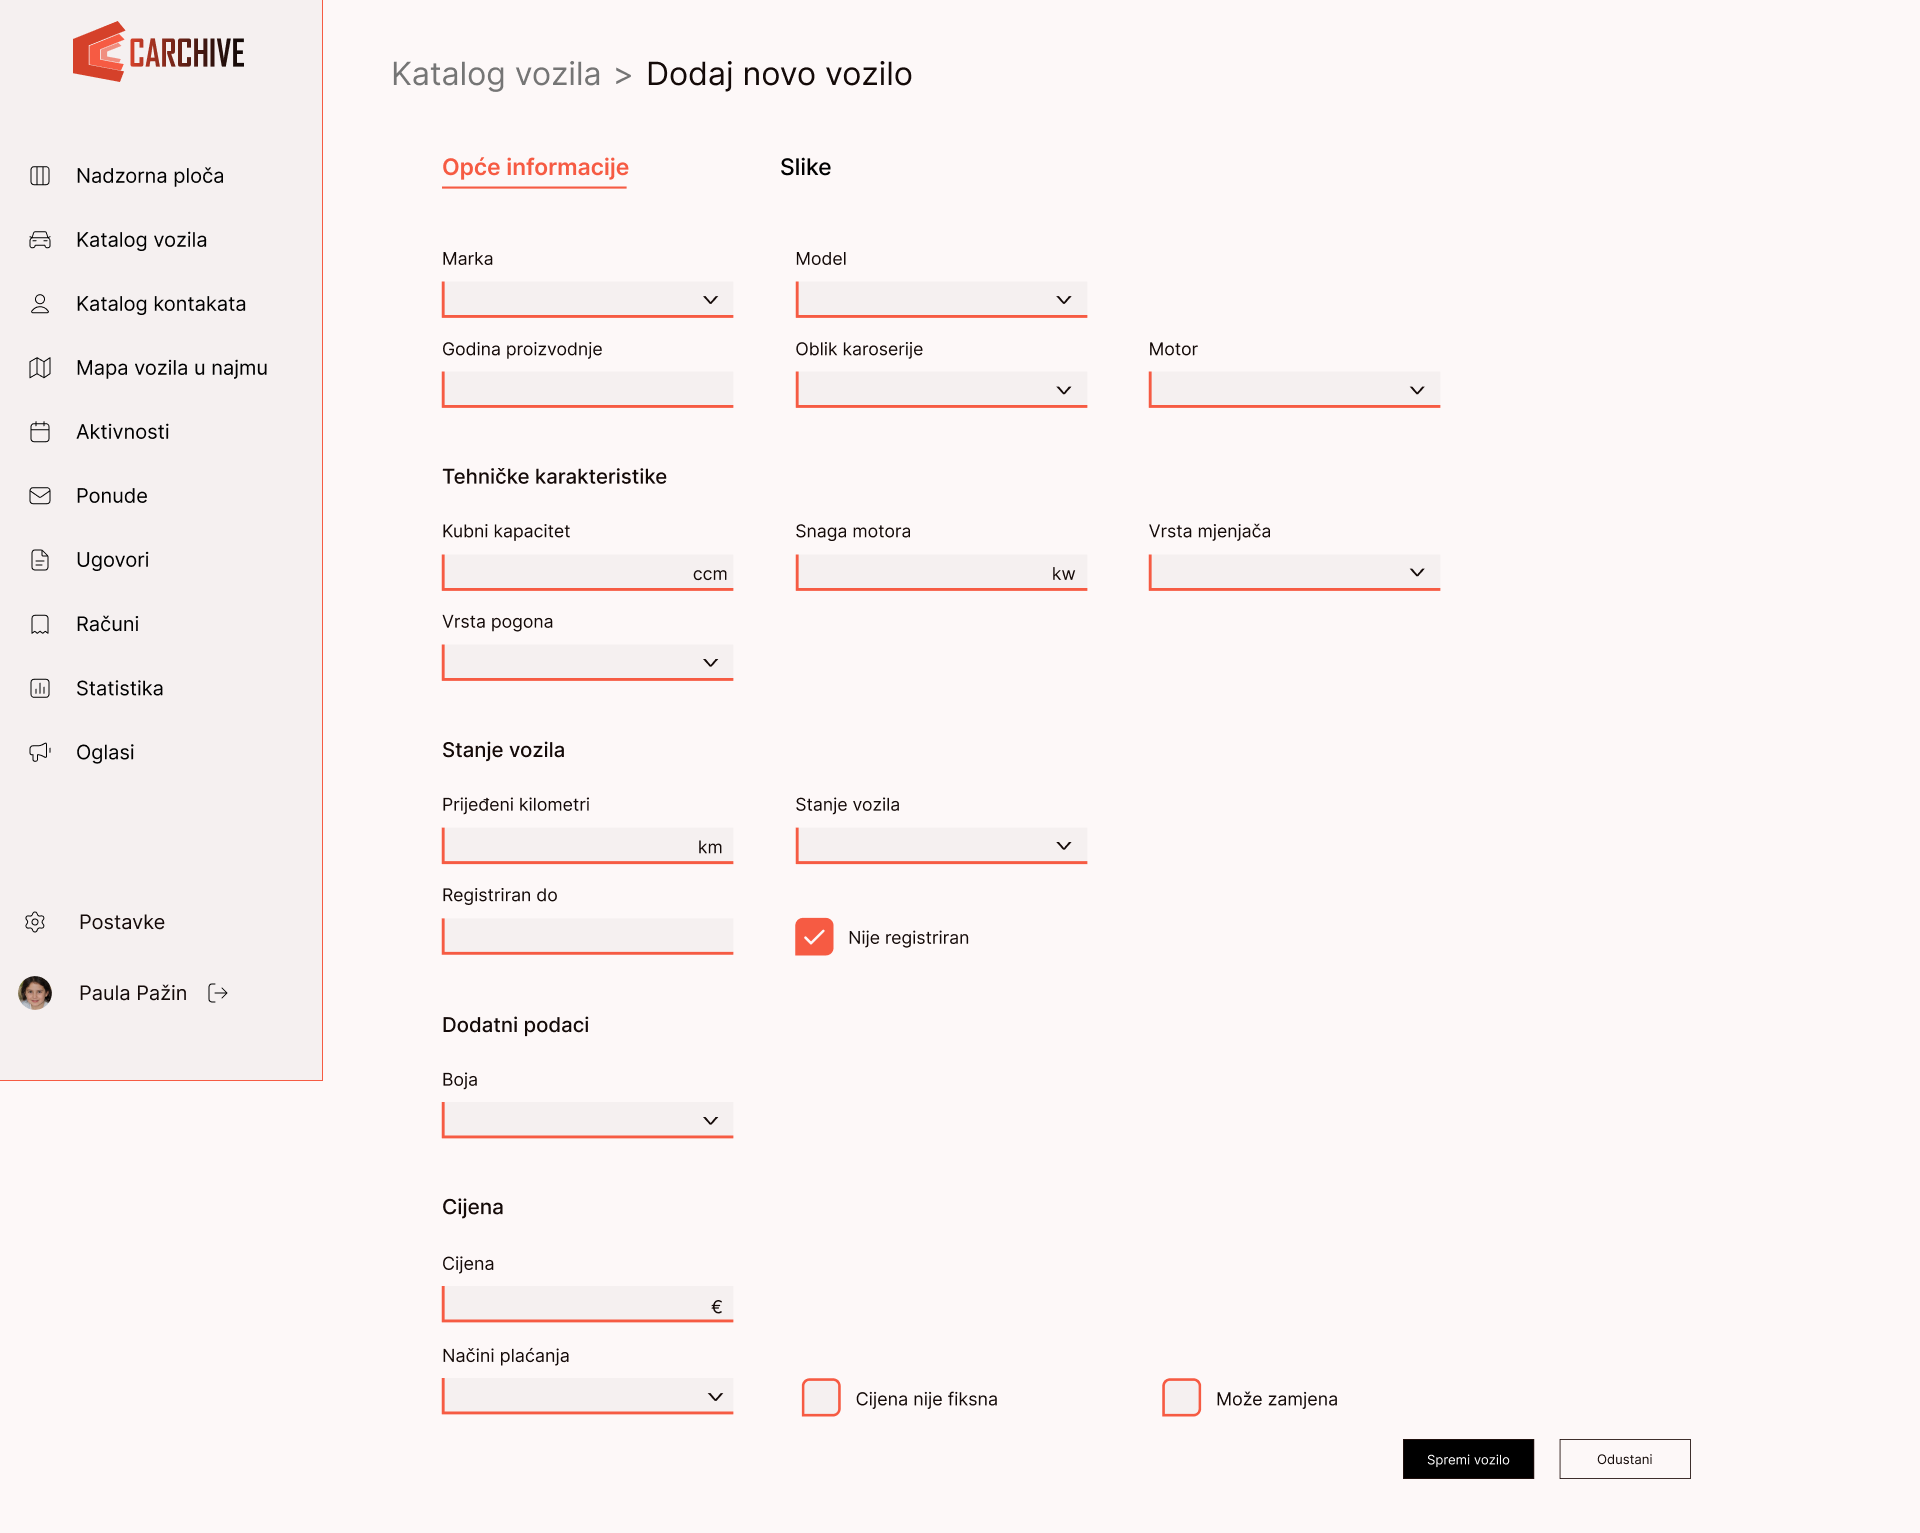 CARCHIVE
Nadzorna ploča
Katalog vozila
Katalog kontakata
Mapa vozila u najmu
Aktivnosti
Ponude
Ugovori
Računi
Statistika
Oglasi
Postavke
Paula Pažin
Katalog vozila > Dodaj novo vozilo
Opće informacije Slike
Marka Model
Godina proizvodnje Oblik karoserije Motor
Tehničke karakteristike
Kubni kapacitet Snaga motora Vrsta mjenjača
ccm kw
Vrsta pogona
Stanje vozila
Prijeđeni kilometri Stanje vozila
km
Registriran do
Nije registriran
Dodatni podaci
Boja
Cijena
Cijena
€
Načini plaćanja
Cijena nije fiksna Može zamjena
Spremi vozilo Odustani